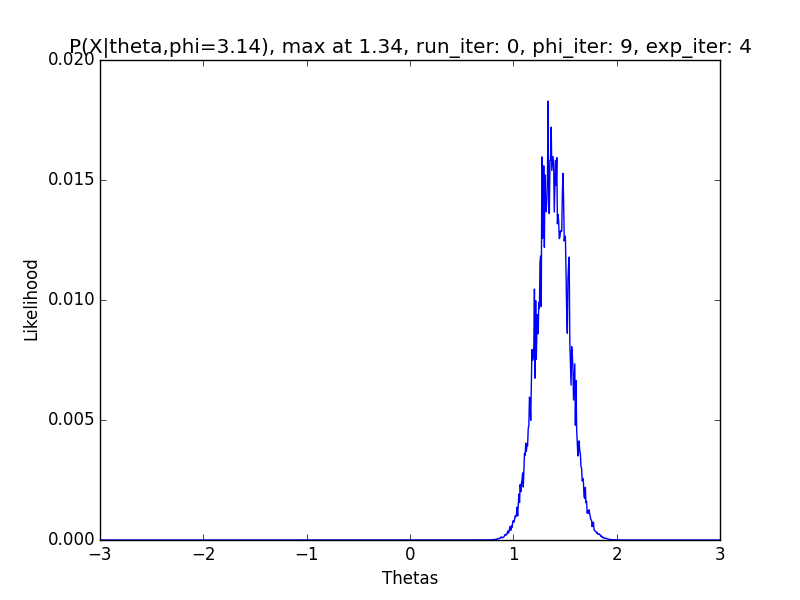 P(X|theta,phi=3.14), max at 1.34, run_iter: 0, phi_iter: 9, exp_iter: 4
0.020
0.015
0.010
0.005
0.000
Likelihood
−3 −2 −1 0 1 2 3
Thetas